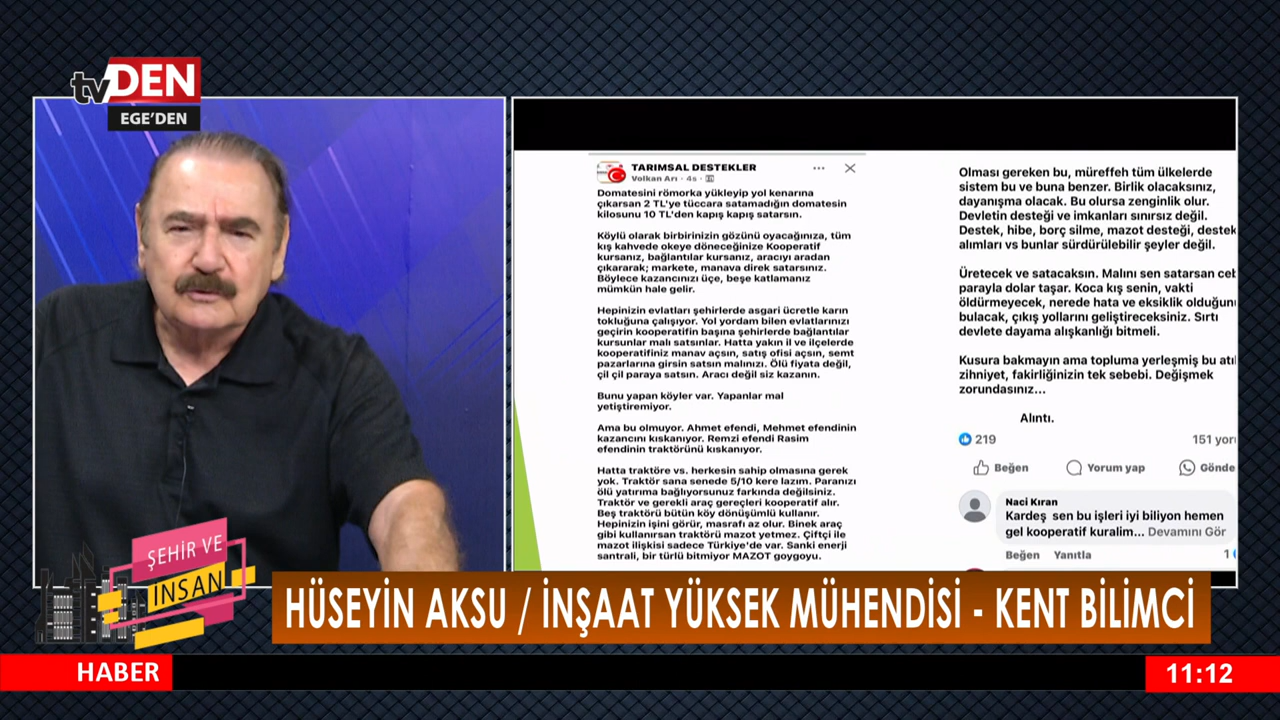 tvDEN
EGE'DEN
TARIMSAL DESTEKLER
Volkan Arı · 4s ·
Domatesini römorka yükleyip yol kenarına
çıkarsan 2 TL'ye tüccara satamadığın domatesin
kilosunu 10 TL'den kapış kapış satarsın.
Köylü olarak birbirinizin gözünü oyacağınıza, tüm
kış kahvede okeye döneceğinize Kooperatif
kursanız, bağlantılar kursanız, aracıyı aradan
çıkararak; markete, manava direk satarsınız.
Böylece kazancınızı üçe, beşe katlamanız
mümkün hale gelir.
Hepinizin evlatları şehirlerde asgari ücretle karın
tokluğuna çalışıyor. Yol yordam bilen evlatlarınızı
geçirin kooperatifin başına şehirlerde bağlantılar
kursunlar malı satsınlar. Hatta yakın il ve ilçelerde
kooperatifiniz manav açsın, satış ofisi açsın, semt
pazarlarına girsin satsın malınızı. Ölü fiyata değil,
çil çil paraya satsın. Aracı değil siz kazanın.
Bunu yapan köyler var. Yapanlar mal
yetiştiremiyor.
Ama bu olmuyor. Ahmet efendi, Mehmet efendinin
kazancını kıskanıyor. Remzi efendi Rasim
efendinin traktörünü kıskanıyor.
Hatta traktöre vs. herkesin sahip olmasına gerek
yok. Traktör sana senede 5/10 kere lazım. Paranızı
ölü yatırıma bağlıyorsunuz farkında değilsiniz.
Traktör ve gerekli araç gereçleri kooperatif alır.
Beş traktörü bütün köy dönüşümlü kullanır.
Hepinizin işini görür, masrafı az olur. Binek araç
gibi kullanırsan traktörü mazot yetmez. Çiftçi ile
mazot ilişkisi sadece Türkiye'de var. Sanki enerji
santrali, bir türlü bitmiyor MAZOT goygoyu.
Olması gereken bu, müreffeh tüm ülkelerde
sistem bu ve buna benzer. Birlik olacaksınız,
dayanışma olacak. Bu olursa zenginlik olur.
Devletin desteği ve imkanları sınırsız değil.
Destek, hibe, borç silme, mazot desteği, destek
alımları vs bunlar sürdürülebilir şeyler değil.
Üretecek ve satacaksın. Malını sen satarsan ceb
parayla dolar taşar. Koca kış senin, vakti
öldürmeyecek, nerede hata ve eksiklik olduğunu
bulacak, çıkış yollarını geliştireceksiniz. Sırtı
devlete dayama alışkanlığı bitmeli.
Kusura bakmayın ama topluma yerleşmiş bu atıl
zihniyet, fakirliğinizin tek sebebi. Değişmek
zorundasınız...
Alıntı.
219
151 yoru
Beğen Yorum yap Gönde
Naci Kıran
Kardeş sen bu işleri iyi biliyon hemen
gel kooperatif kuralim... Devamını Gör
Beğen Yanıtla
1
ŞEHİR VE
İNSAN
HÜSEYİN AKSU / İNŞAAT YÜKSEK MÜHENDİSİ - KENT BİLİMCİ
HABER
11:12